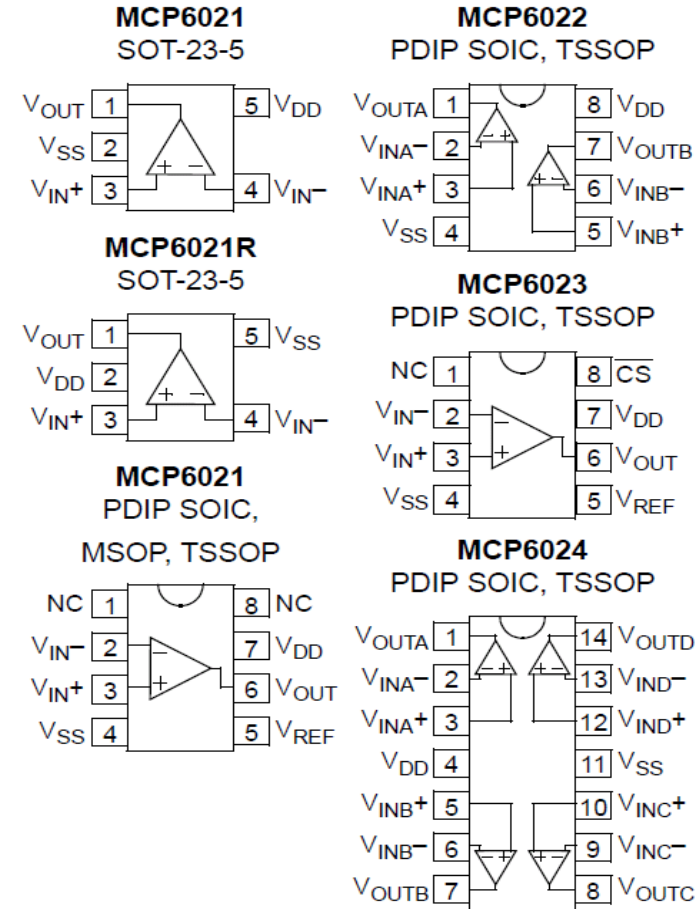 MCP6021
SOT-23-5
VOUT 1 5 VDD
VSS 2
VIN+ 3 4 VIN–
+ –
MCP6021R
SOT-23-5
VOUT 1 5 VSS
VDD 2
VIN+ 3 4 VIN–
+ –
MCP6021
PDIP SOIC,
MSOP, TSSOP
NC 1 8 NC
VIN– 2 – 7 VDD
VIN+ 3 + 6 VOUT
VSS 4 5 VREF
MCP6022
PDIP SOIC, TSSOP
VOUTA 1 8 VDD
– +
VINA– 2 7 VOUTB
+ –
VINA+ 3 6 VINB–
VSS 4 5 VINB+
MCP6023
PDIP SOIC, TSSOP
NC 1 8 C̅S̅
VIN– 2 – 7 VDD
VIN+ 3 + 6 VOUT
VSS 4 5 VREF
MCP6024
PDIP SOIC, TSSOP
VOUTA 1 14 VOUTD
– + – +
VINA– 2 13 VIND–
VINA+ 3 12 VIND+
VDD 4 11 VSS
VINB+ 5 10 VINC+
VINB– 6 – + + – 9 VINC–
VOUTB 7 8 VOUTC